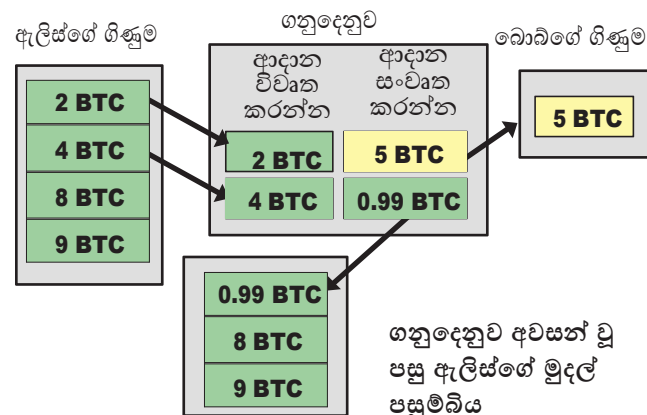 ඇලිස්ගේ ගිණුම
2 BTC
4 BTC
8 BTC
9 BTC
ගනුදෙනුව
ආදාන
විවෘත
කරන්න
ආදාන
සංවෘත
කරන්න
2 BTC
5 BTC
4 BTC
0.99 BTC
බොබ්ගේ ගිණුම
5 BTC
0.99 BTC
8 BTC
9 BTC
ගනුදෙනුව අවසන් වූ
පසු ඇලිස්ගේ මුදල්
පසුම්බිය